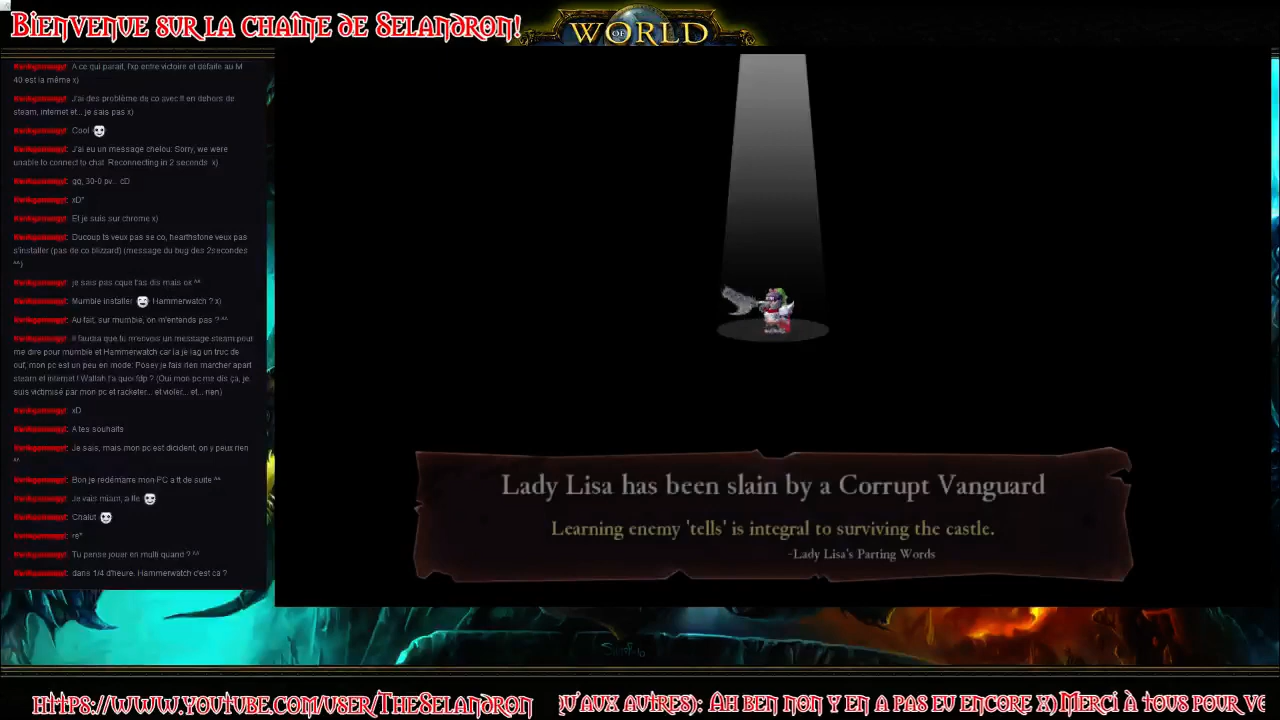 Bienvenue sur la chaîne de Selandron!
WORLD
OF
A ce qui parait, l'xp entre victoire et défaite au M
40 est la même x)
J'ai des problème de co avec tt en dehors de
steam, internet et... je sais pas x)
Cool
J'ai eu un message chelou: Sorry, we were
unable to connect to chat. Reconnecting in 2 seconds. x)
gg, 30-0 pv... cD
xD*
Et je suis sur chrome x)
Ducoup ts veux pas se co, hearthstone veux pas
s'installer (pas de co blizzard) (message du bug des 2secondes
^^)
je sais pas cque t'as dis mais ok ^^
Mumble installer Hammerwatch ? x)
Au fait, sur mumble, on m'entends pas ? ^^
Il faudra que tu m'envois un message steam pour
me dire pour mumble et Hammerwatch car la je lag un truc de
ouf, mon pc est un peu en mode: Posey je fais rien marcher apart
steam et internet ! Wallah t'a quoi fdp ? (Oui mon pc me dis ça, je
suis victimisé par mon pc et racketer... et violer... et... rien)
xD
A tes souhaits
Je sais, mais mon pc est dicident, on y peux rien
^^
Bon je redémarre mon PC a tt de suite ^^
Je vais miam, a tte
Chalut
re*
Tu pense jouer en multi quand ? ^^
dans 1/4 d'heure. Hammerwatch c'est ca ?
Lady Lisa has been slain by a Corrupt Vanguard
Learning enemy 'tells' is integral to surviving the castle.
-Lady Lisa's Parting Words
https://www.youtube.com/user/TheSelandron
qu'aux autres): Ah ben non y en a pas eu encore x) Merci à tous pour vo